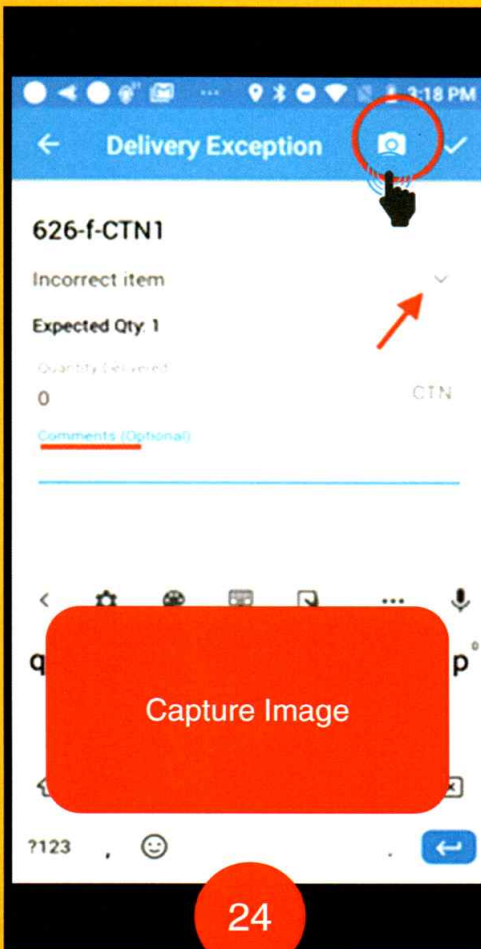 3:18 PM
Delivery Exception
626-f-CTN1
Incorrect item
Expected Qty: 1
Quantity Delivered
0 CTN
Comments (Optional)
q p
Capture Image
?123 , .
24